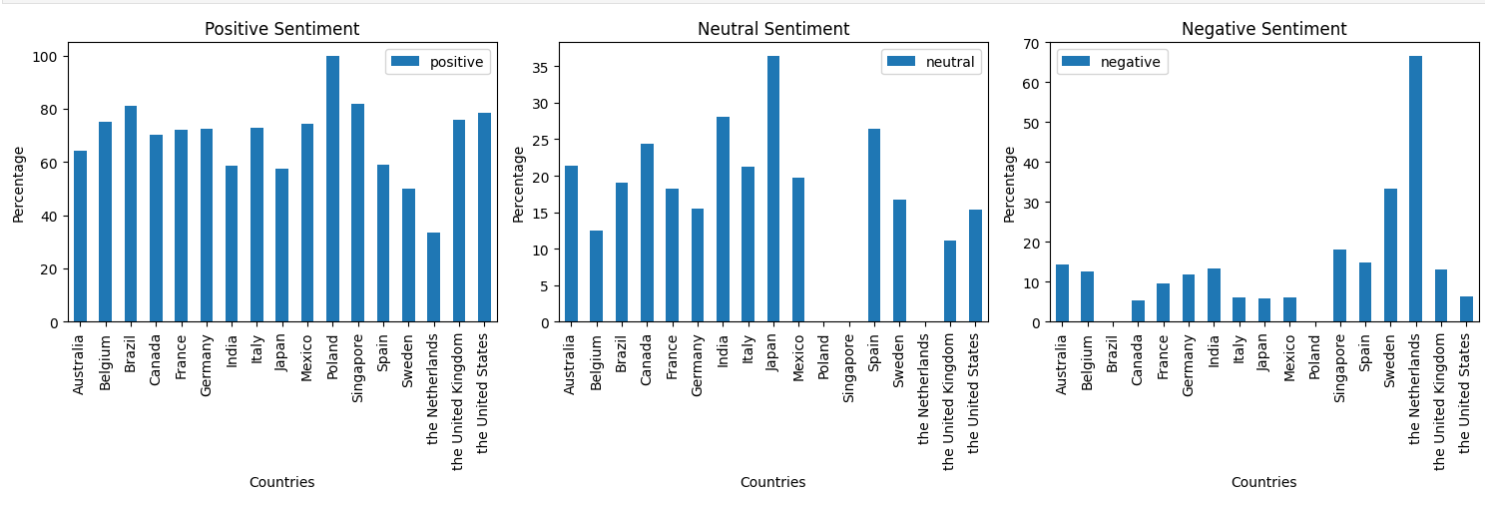 Positive Sentiment
positive
100
80
60
40
20
0
Percentage
Australia
Belgium
Brazil
Canada
France
Germany
India
Italy
Japan
Mexico
Poland
Singapore
Spain
Sweden
the Netherlands
the United Kingdom
the United States
Countries
Neutral Sentiment
neutral
35
30
25
20
15
10
5
0
Percentage
Australia
Belgium
Brazil
Canada
France
Germany
India
Italy
Japan
Mexico
Poland
Singapore
Spain
Sweden
the Netherlands
the United Kingdom
the United States
Countries
Negative Sentiment
negative
70
60
50
40
30
20
10
0
Percentage
Australia
Belgium
Brazil
Canada
France
Germany
India
Italy
Japan
Mexico
Poland
Singapore
Spain
Sweden
the Netherlands
the United Kingdom
the United States
Countries